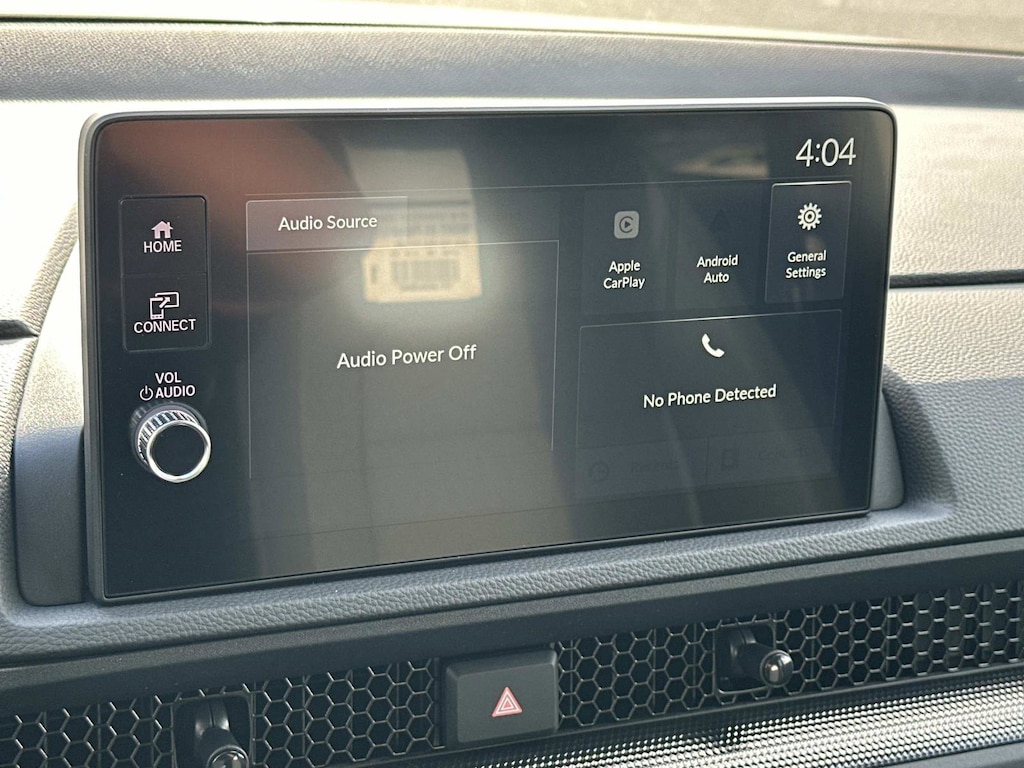 4:04
HOME
CONNECT
VOL
AUDIO
Audio Source
Audio Power Off
Apple
CarPlay
Android
Auto
General
Settings
No Phone Detected